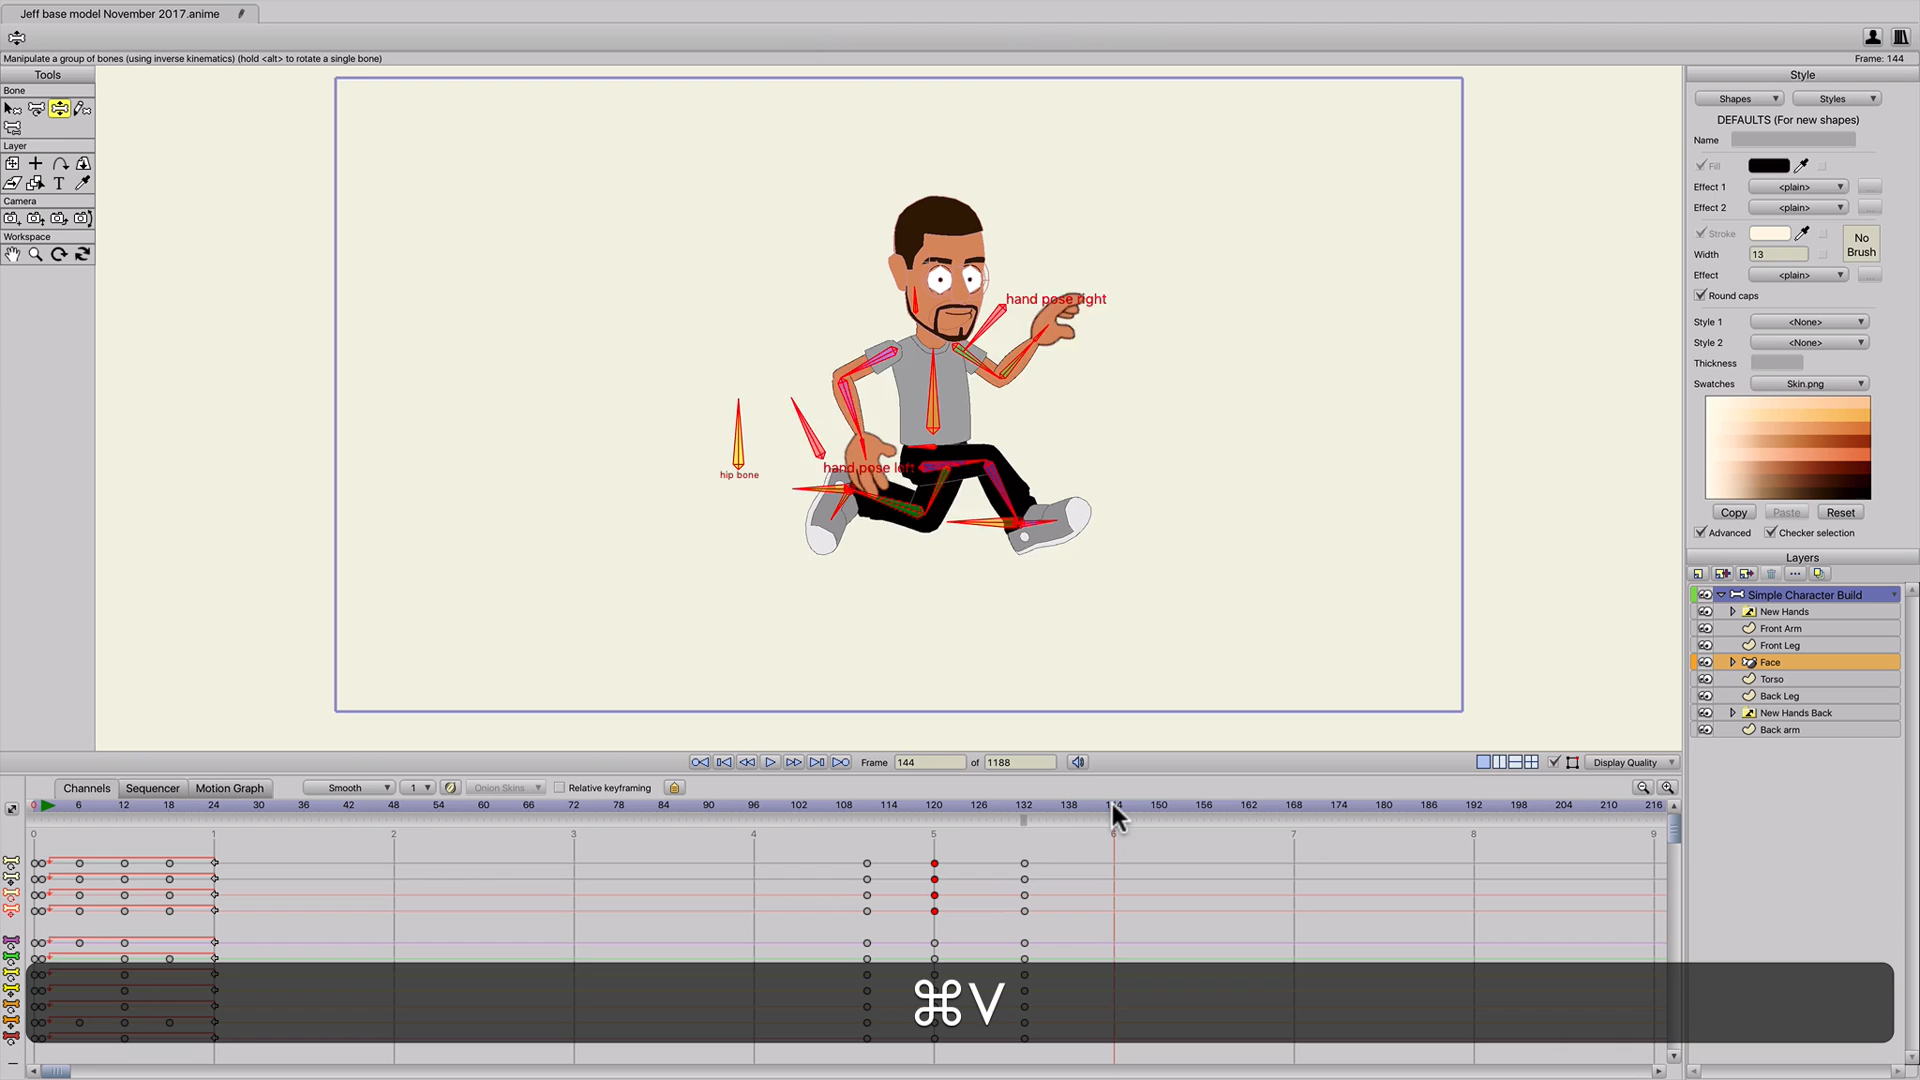 Jeff base model November 2017.anime
Manipulate a group of bones (using inverse kinematics) (hold <alt> to rotate a single bone)
Frame: 144
Tools
Bone
Layer
Camera
Workspace
hand pose right
hand pose left
hip bone
Style
Shapes
Styles
DEFAULTS (For new shapes)
Name
Fill
Effect 1
<plain>
Effect 2
<plain>
Stroke
No Brush
Width
13
Effect
<plain>
Round caps
Style 1
<None>
Style 2
<None>
Thickness
Swatches
Skin.png
Copy
Paste
Reset
Advanced
Checker selection
Layers
Simple Character Build
New Hands
Front Arm
Front Leg
Face
Torso
Back Leg
New Hands Back
Back arm
Frame
144
of
1188
Display Quality
Channels
Sequencer
Motion Graph
Smooth
1
Onion Skins
Relative keyframing
0 6 12 18 24 30 36 42 48 54 60 66 72 78 84 90 96 102 108 114 120 126 132 138 144 150 156 162 168 174 180 186 192 198 204 210 216
0 1 2 3 4 5 6 7 8 9
⌘V